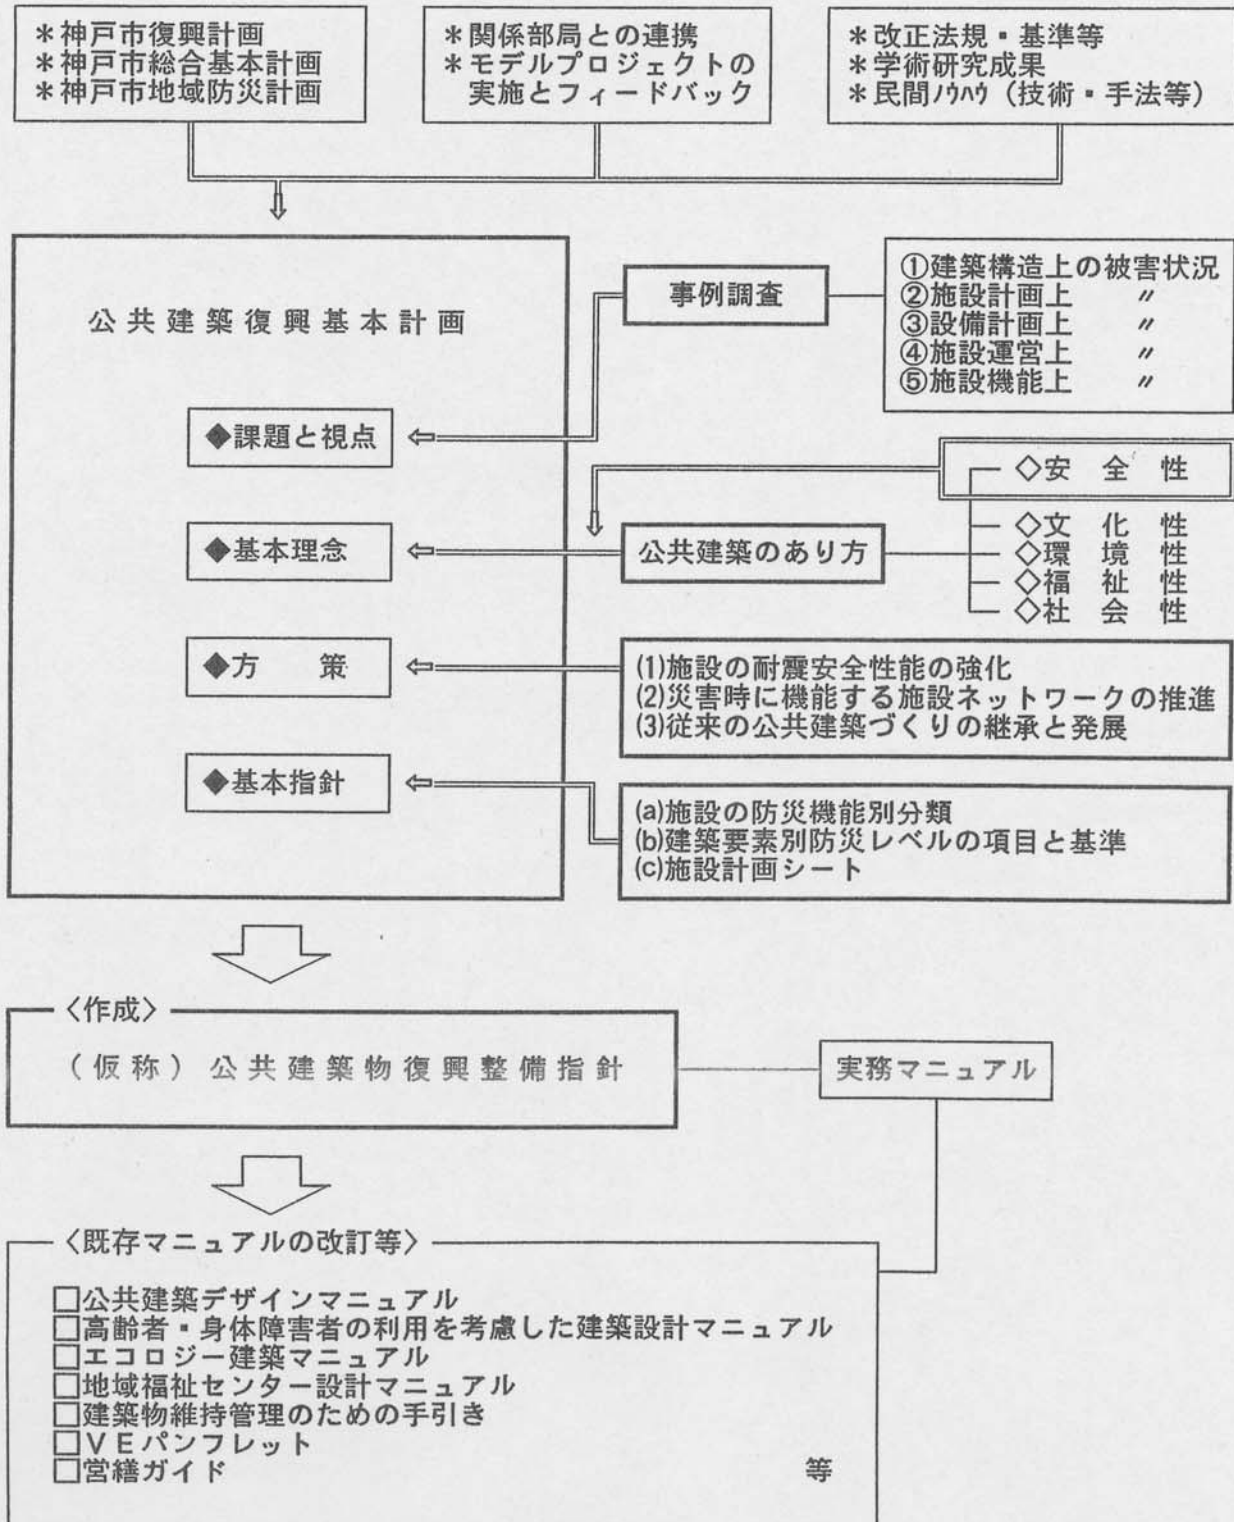 *神戸市復興計画
*神戸市総合基本計画
*神戸市地域防災計画
*関係部局との連携
*モデルプロジェクトの
実施とフィードバック
*改正法規・基準等
*学術研究成果
*民間ノウハウ（技術・手法等）
公共建築復興基本計画
◆課題と視点
◆基本理念
◆方　策
◆基本指針
事例調査
①建築構造上の被害状況
②施設計画上　〃
③設備計画上　〃
④施設運営上　〃
⑤施設機能上　〃
公共建築のあり方
◇安全性
◇文化性
◇環境性
◇福祉性
◇社会性
(1)施設の耐震安全性能の強化
(2)災害時に機能する施設ネットワークの推進
(3)従来の公共建築づくりの継承と発展
(a)施設の防災機能別分類
(b)建築要素別防災レベルの項目と基準
(c)施設計画シート
〈作成〉
（仮称）公共建築物復興整備指針
実務マニュアル
〈既存マニュアルの改訂等〉
□公共建築デザインマニュアル
□高齢者・身体障害者の利用を考慮した建築設計マニュアル
□エコロジー建築マニュアル
□地域福祉センター設計マニュアル
□建築物維持管理のための手引き
□ＶＥパンフレット
□営繕ガイド　等